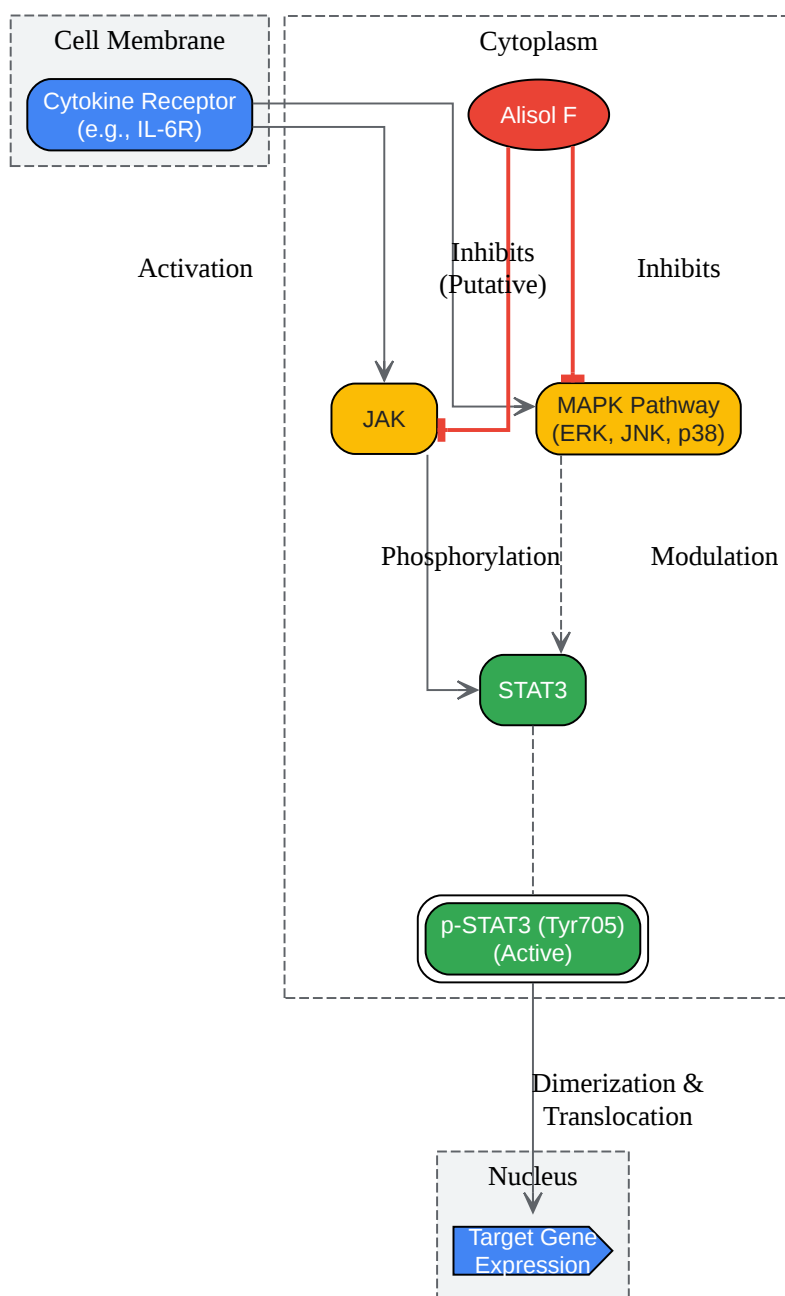 Cell Membrane
Cytoplasm
Cytokine Receptor
(e.g., IL-6R)
Alisol F
Activation
Inhibits
(Putative)
Inhibits
JAK
MAPK Pathway
(ERK, JNK, p38)
Phosphorylation
Modulation
STAT3
p-STAT3 (Tyr705)
(Active)
Dimerization &
Translocation
Nucleus
Target Gene
Expression